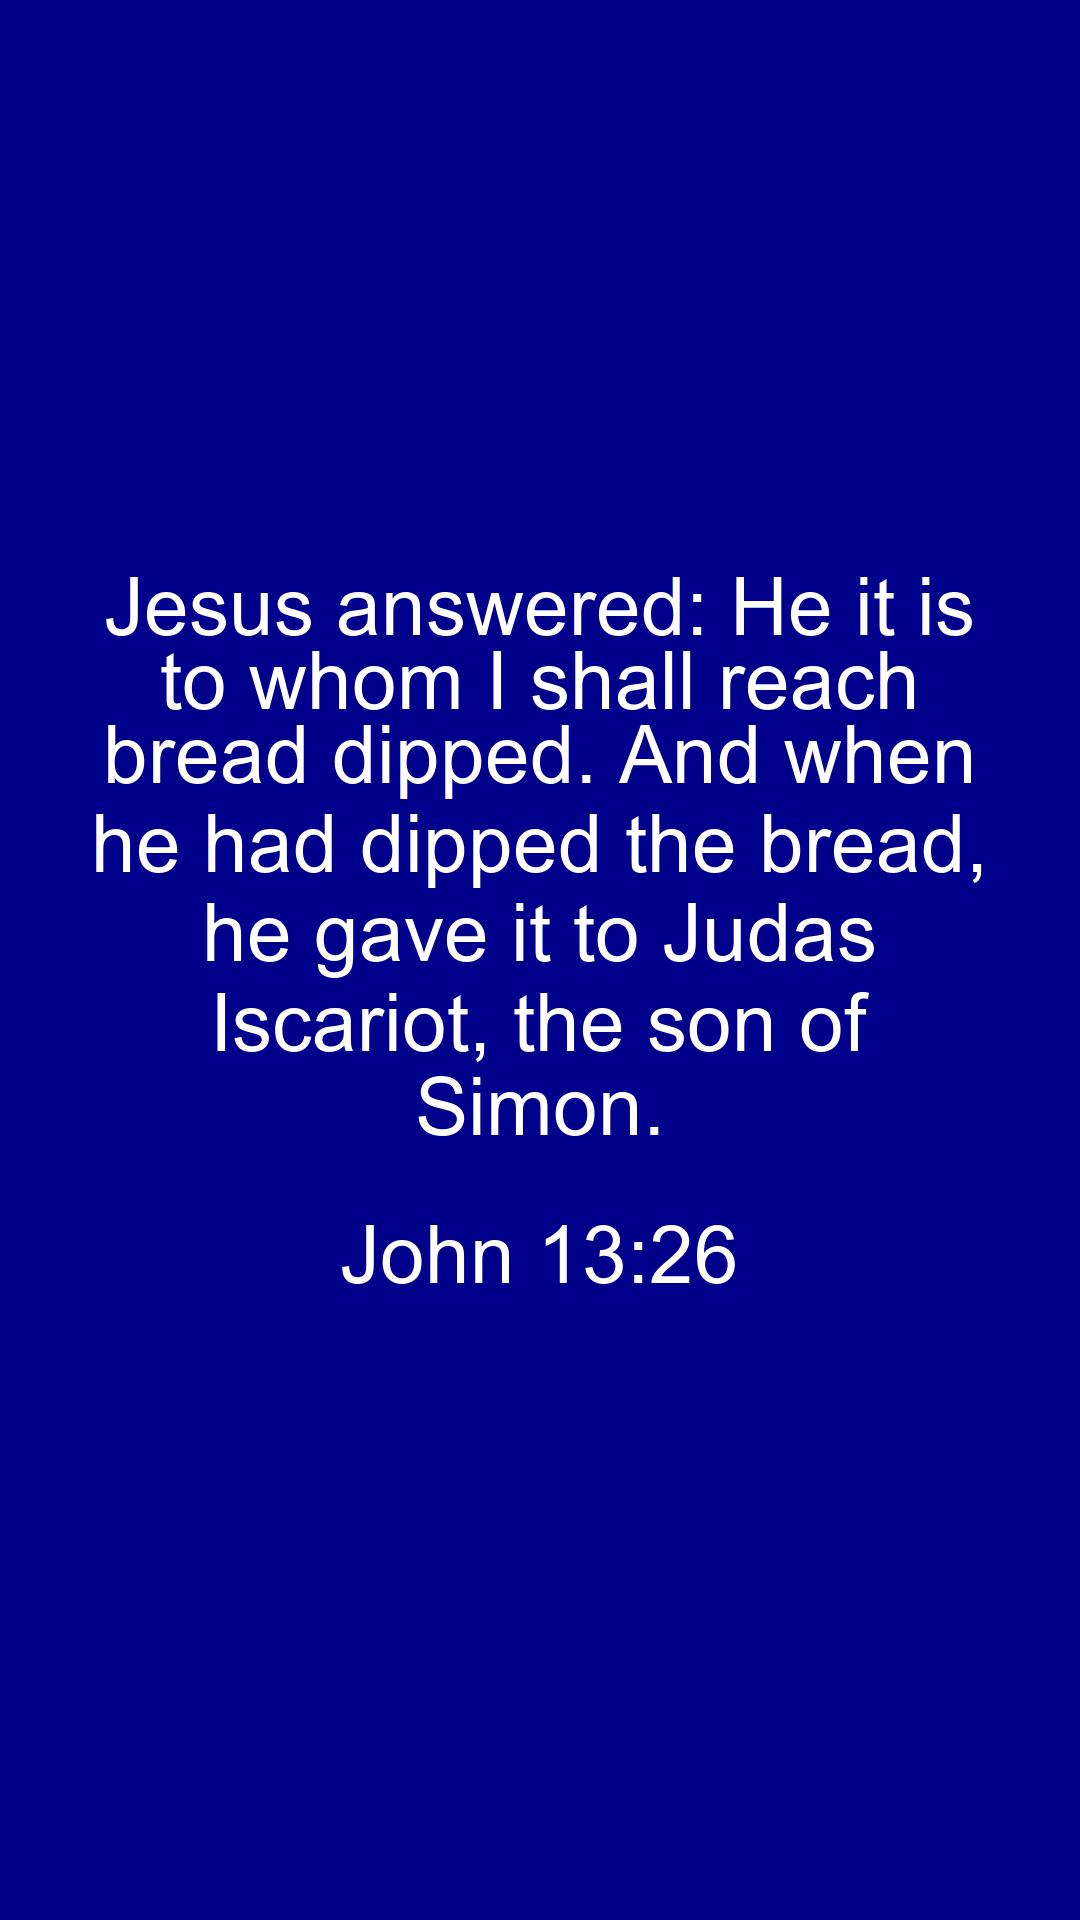 Jesus answered: He it is
to whom I shall reach
bread dipped. And when
he had dipped the bread,
he gave it to Judas
Iscariot, the son of
Simon.
John 13:26